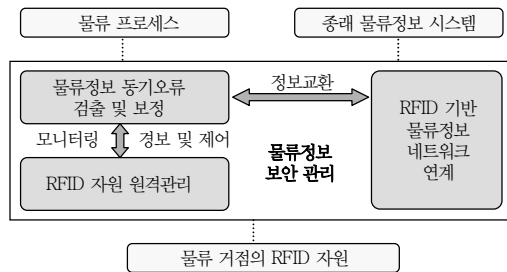 물류 프로세스
종래 물류정보 시스템
물류정보 동기오류
검출 및 보정
정보교환
RFID 기반
물류정보
네트워크
연계
모니터링
경보 및 제어
물류정보
보안 관리
RFID 자원 원격관리
물류 거점의 RFID 자원